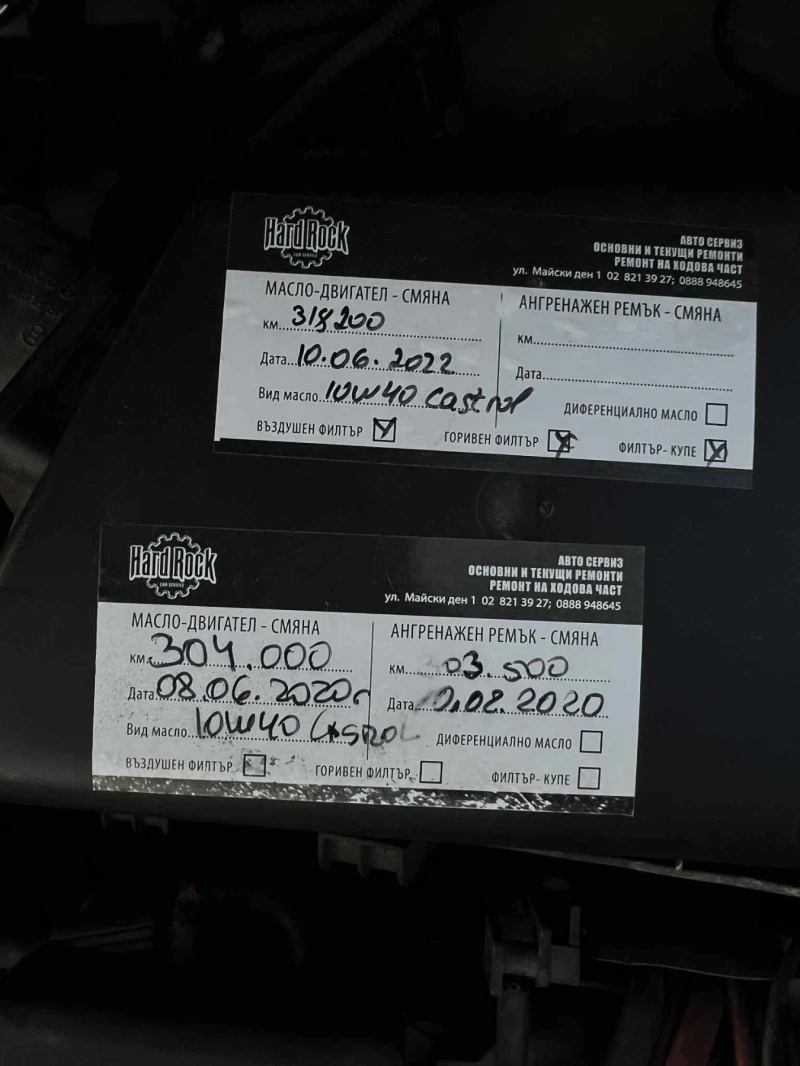 Hard Rock
CAR SERVICE
АВТО СЕРВИЗ
ОСНОВНИ И ТЕКУЩИ РЕМОНТИ
РЕМОНТ НА ХОДОВА ЧАСТ
ул. Майски ден 1 02 821 39 27; 0888 948645
МАСЛО-ДВИГАТЕЛ - СМЯНА
км. 318200
Дата 10.06.2022
Вид масло 10W40 Castrol
ВЪЗДУШЕН ФИЛТЪР
ГОРИВЕН ФИЛТЪР
АНГРЕНАЖЕН РЕМЪК - СМЯНА
км.
Дата
ДИФЕРЕНЦИАЛНО МАСЛО
ФИЛТЪР- КУПЕ
Hard Rock
CAR SERVICE
АВТО СЕРВИЗ
ОСНОВНИ И ТЕКУЩИ РЕМОНТИ
РЕМОНТ НА ХОДОВА ЧАСТ
ул. Майски ден 1 02 821 39 27; 0888 948645
МАСЛО-ДВИГАТЕЛ - СМЯНА
км. 304.000
Дата 08.06.2020г
Вид масло 10W40 CASTROL
ВЪЗДУШЕН ФИЛТЪР
ГОРИВЕН ФИЛТЪР
АНГРЕНАЖЕН РЕМЪК - СМЯНА
км. 303.500
Дата
ДИФЕРЕНЦИАЛНО МАСЛО
ФИЛТЪР- КУПЕ